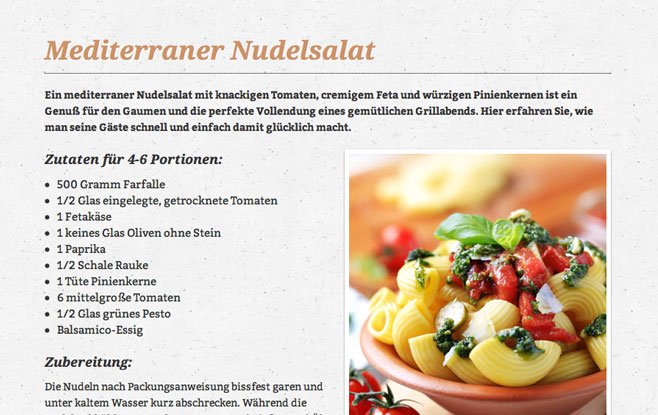 Mediterraner Nudelsalat
Ein mediterraner Nudelsalat mit knackigen Tomaten, cremigem Feta und würzigen Pinienkernen ist ein
Genuß für den Gaumen und die perfekte Vollendung eines gemütlichen Grillabends. Hier erfahren Sie, wie
man seine Gäste schnell und einfach damit glücklich macht.
Zutaten für 4-6 Portionen:
500 Gramm Farfalle
1/2 Glas eingelegte, getrocknete Tomaten
1 Fetakäse
1 keines Glas Oliven ohne Stein
1 Paprika
1/2 Schale Rauke
1 Tüte Pinienkerne
6 mittelgroße Tomaten
1/2 Glas grünes Pesto
Balsamico-Essig
Zubereitung:
Die Nudeln nach Packungsanweisung bissfest garen und
unter kaltem Wasser kurz abschrecken. Während die